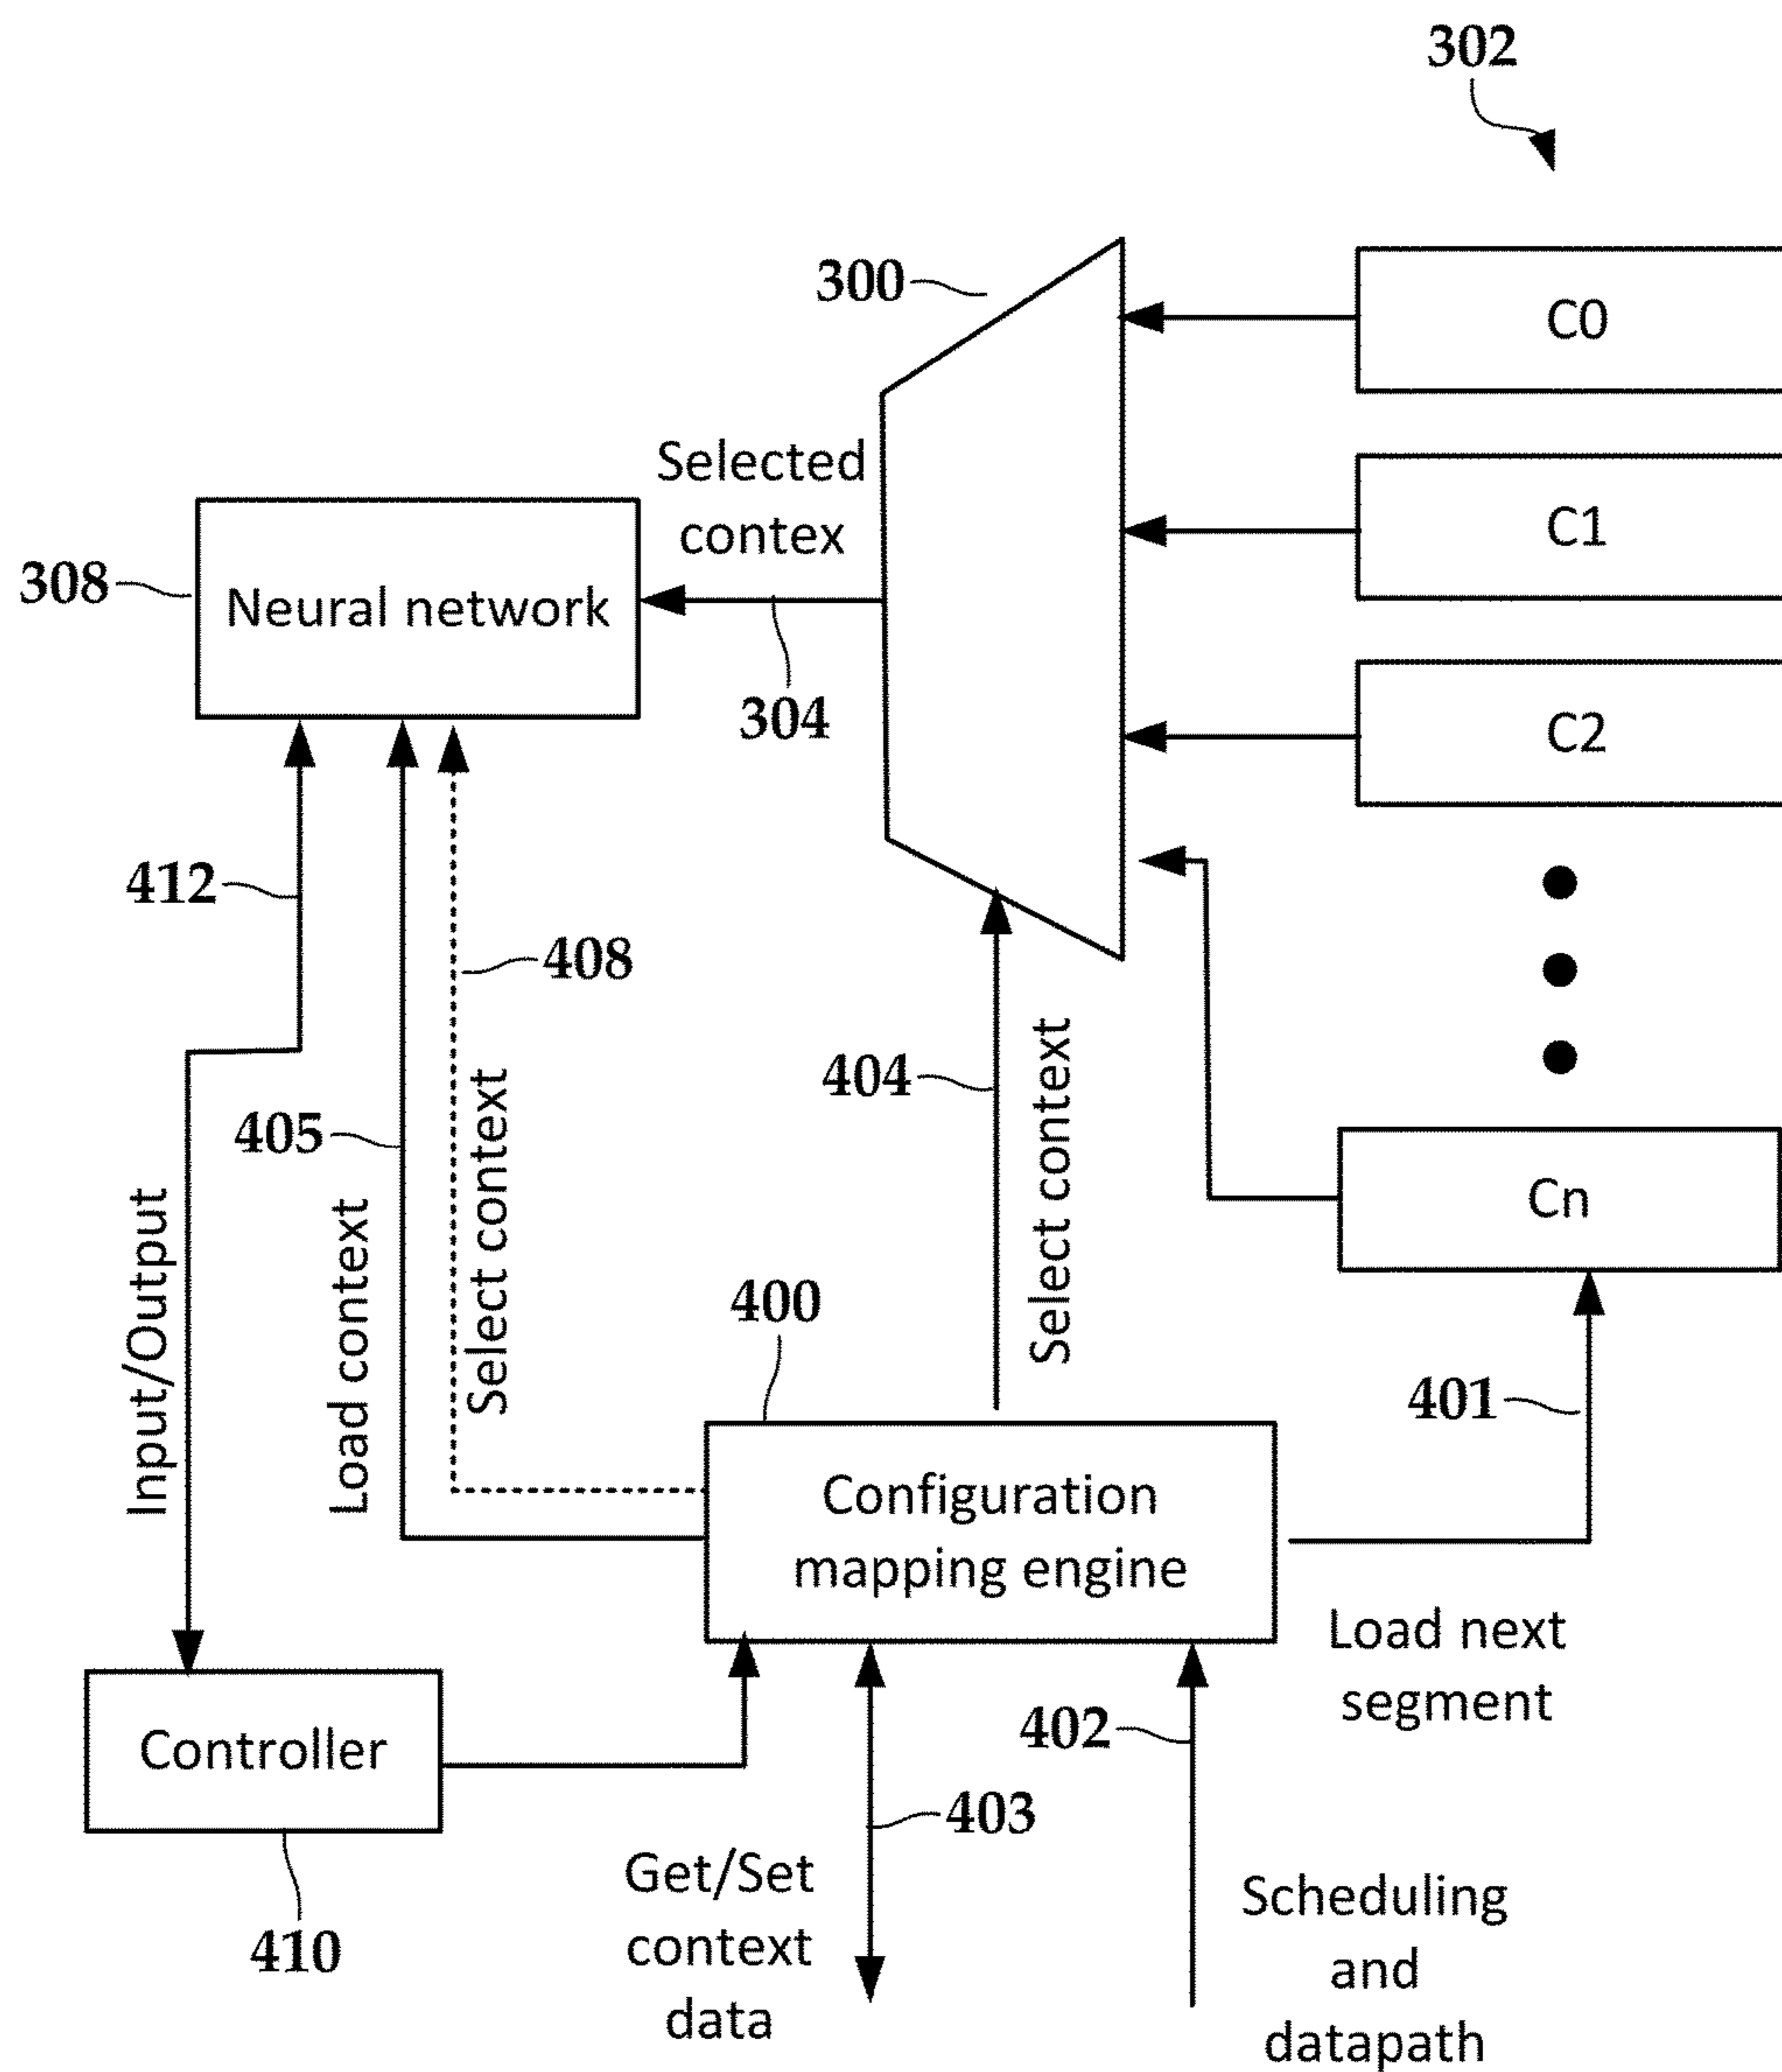 302
300
C0
Selected
contex
C1
308
Neural network
304
C2
412
408
404
405
Select context
Select context
Cn
Input/Output
Load context
400
401
Configuration
mapping engine
Load next
segment
402
Controller
403
Get/Set
context
data
Scheduling
and
datapath
410